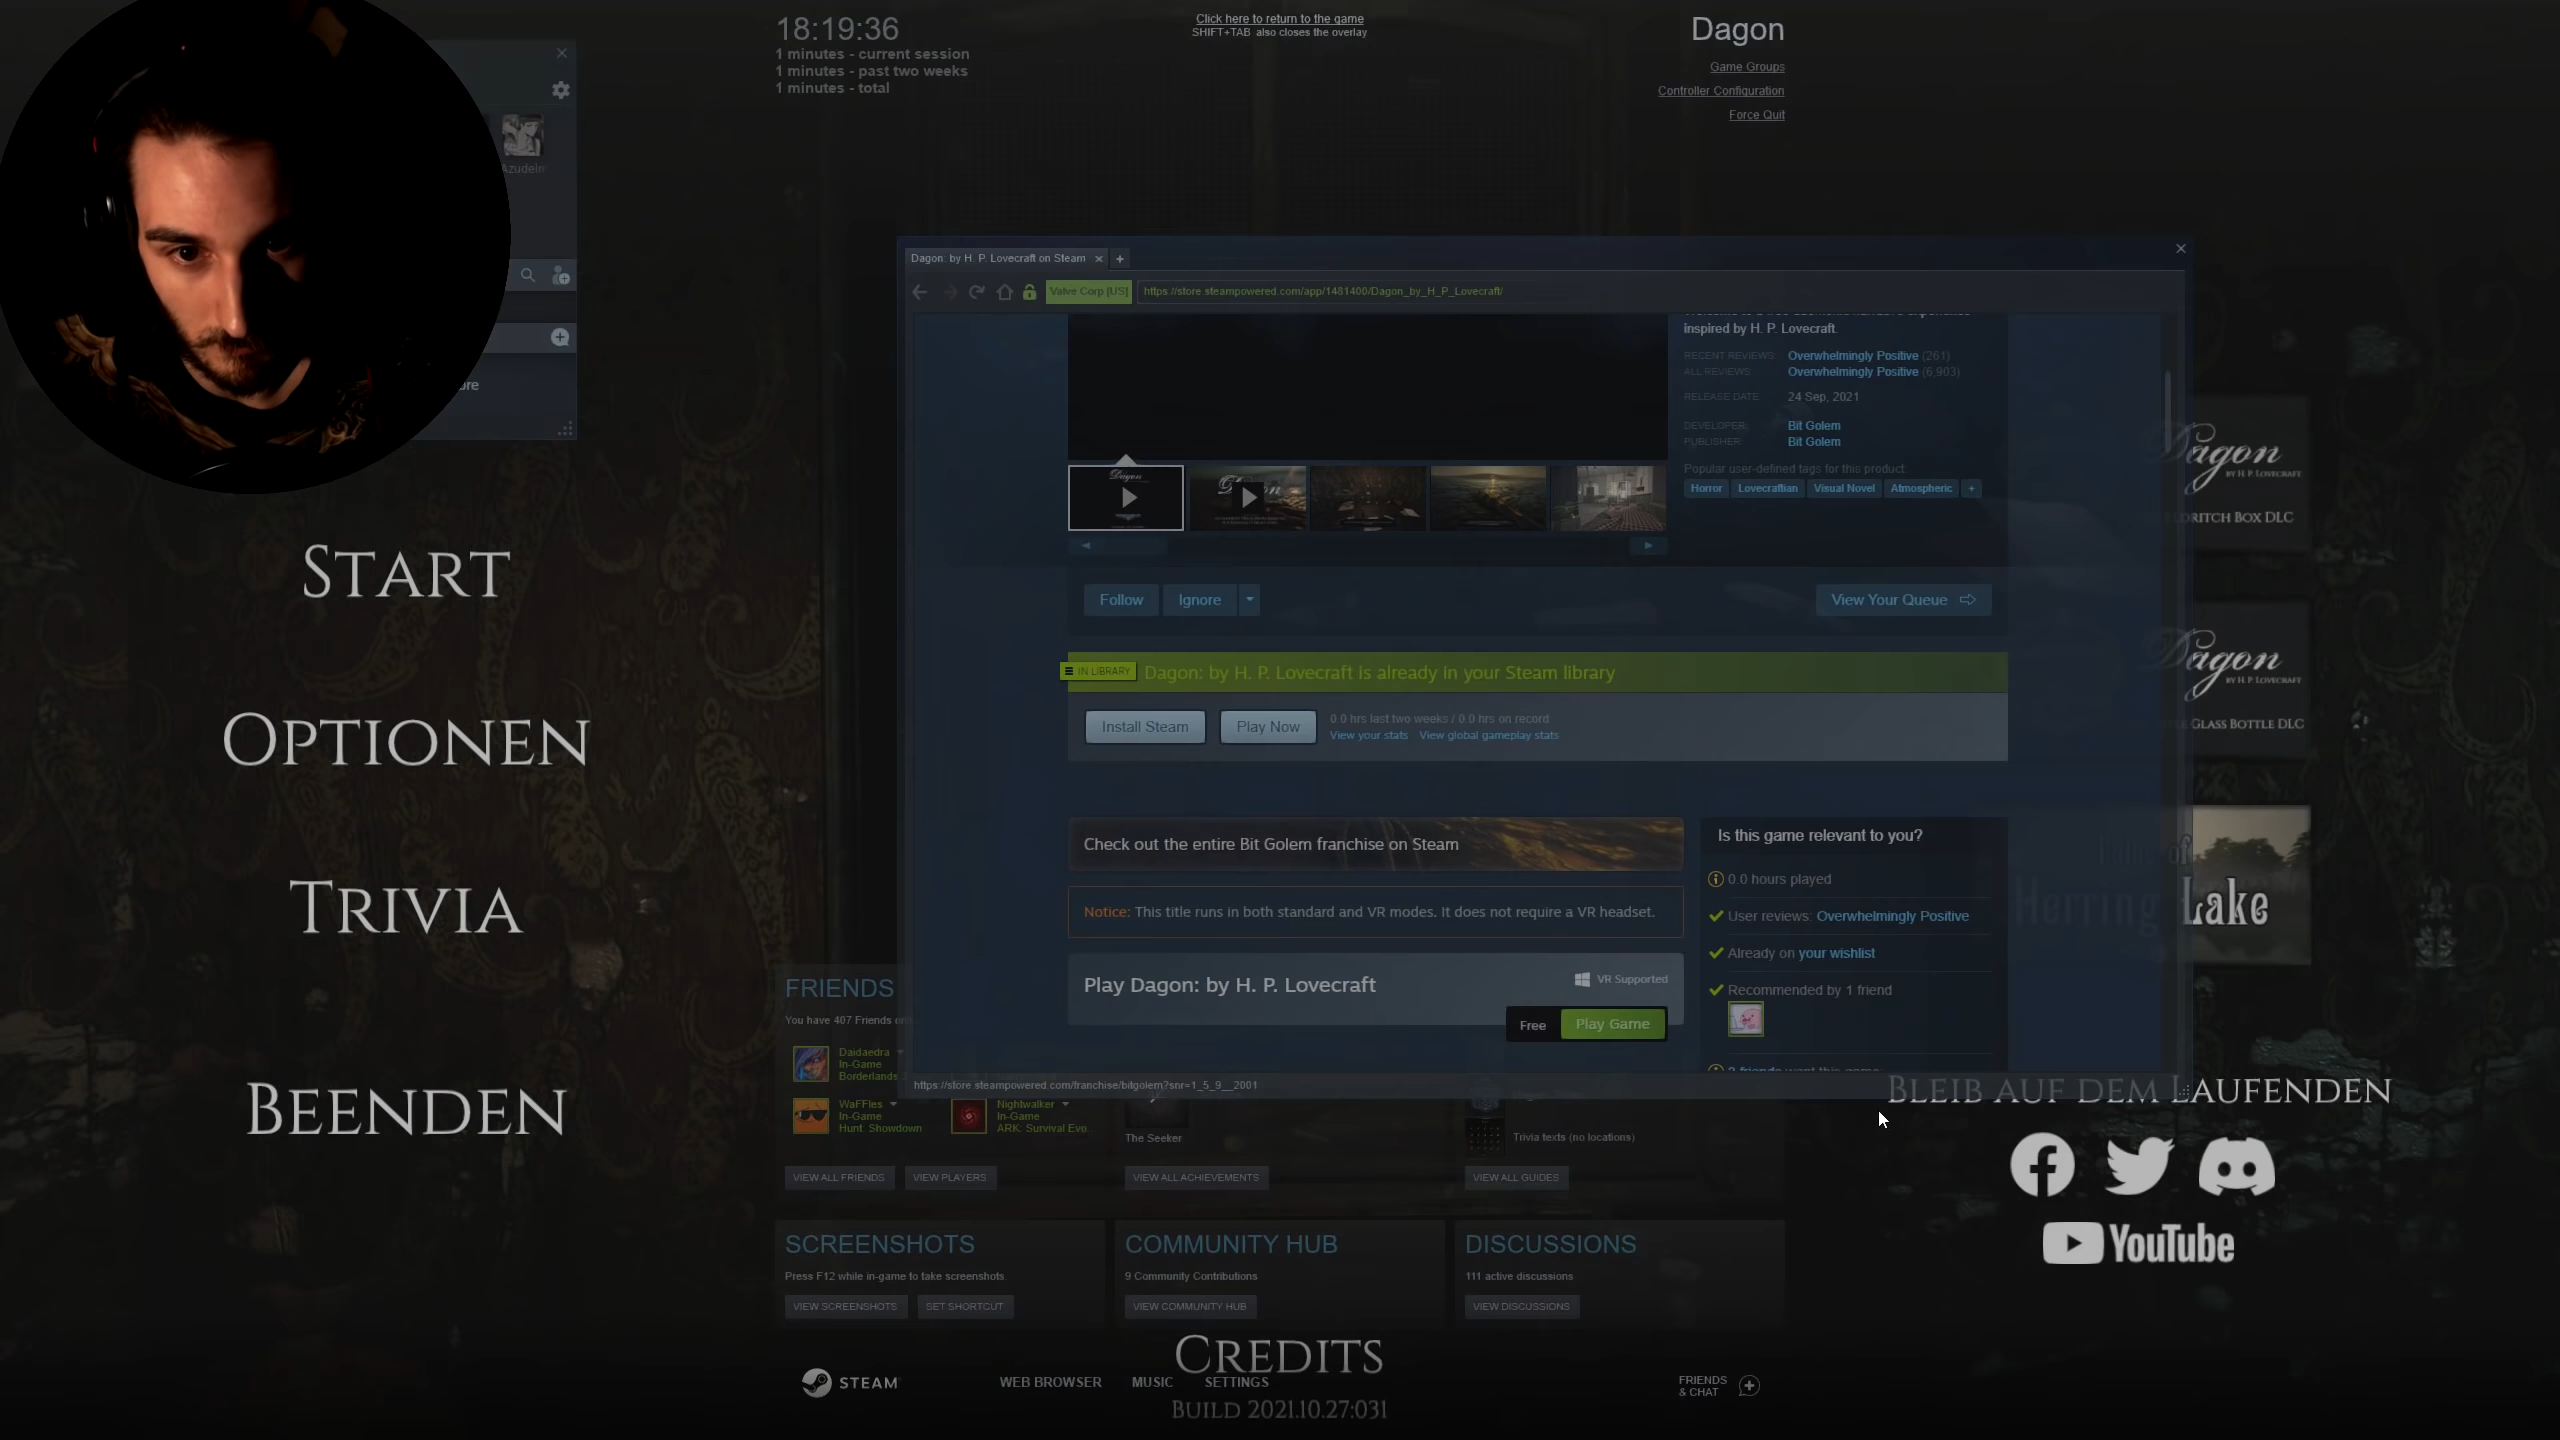 18:19:36
1 minutes - current session
1 minutes - past two weeks
1 minutes - total
Click here to return to the game
SHIFT+TAB also closes the overlay
Dagon
Game Groups
Controller Configuration
Force Quit
Dagon: by H. P. Lovecraft on Steam
Valve Corp [US]
https://store.steampowered.com/app/1481400/Dagon_by_H_P_Lovecraft/
inspired by H. P. Lovecraft.
RECENT REVIEWS: Overwhelmingly Positive (261)
ALL REVIEWS: Overwhelmingly Positive (6,903)
RELEASE DATE: 24 Sep, 2021
DEVELOPER: Bit Golem
PUBLISHER: Bit Golem
Popular user-defined tags for this product:
Horror Lovecraftian Visual Novel Atmospheric +
Follow
Ignore
View Your Queue
IN LIBRARY
Dagon: by H. P. Lovecraft is already in your Steam library
Install Steam
Play Now
0.0 hrs last two weeks / 0.0 hrs on record
View your stats View global gameplay stats
Check out the entire Bit Golem franchise on Steam
Notice: This title runs in both standard and VR modes. It does not require a VR headset.
Play Dagon: by H. P. Lovecraft
VR Supported
Free
Play Game
Is this game relevant to you?
0.0 hours played
User reviews: Overwhelmingly Positive
Already on your wishlist
Recommended by 1 friend
https://store.steampowered.com/franchise/bitgolem?snr=1_5_9__2001
START
OPTIONEN
TRIVIA
BEENDEN
Dagon
BY H.P. LOVECRAFT
BOX DLC
Dagon
BY H.P. LOVECRAFT
GLASS BOTTLE DLC
Herring Lake
FRIENDS
You have 407 Friends
Daidaedra
In-Game
Borderlands
WaFFles
In-Game
Hunt: Showdown
Nightwalker
In-Game
ARK: Survival Evo...
The Seeker
Trivia texts (no locations)
VIEW ALL FRIENDS
VIEW PLAYERS
VIEW ALL ACHIEVEMENTS
VIEW ALL GUIDES
SCREENSHOTS
Press F12 while in-game to take screenshots.
VIEW SCREENSHOTS
SET SHORTCUT
COMMUNITY HUB
9 Community Contributions
VIEW COMMUNITY HUB
DISCUSSIONS
111 active discussions
VIEW DISCUSSIONS
BLEIB AUF DEM LAUFENDEN
YouTube
CREDITS
STEAM
WEB BROWSER
MUSIC
SETTINGS
FRIENDS
& CHAT
BUILD 2021.10.27:031